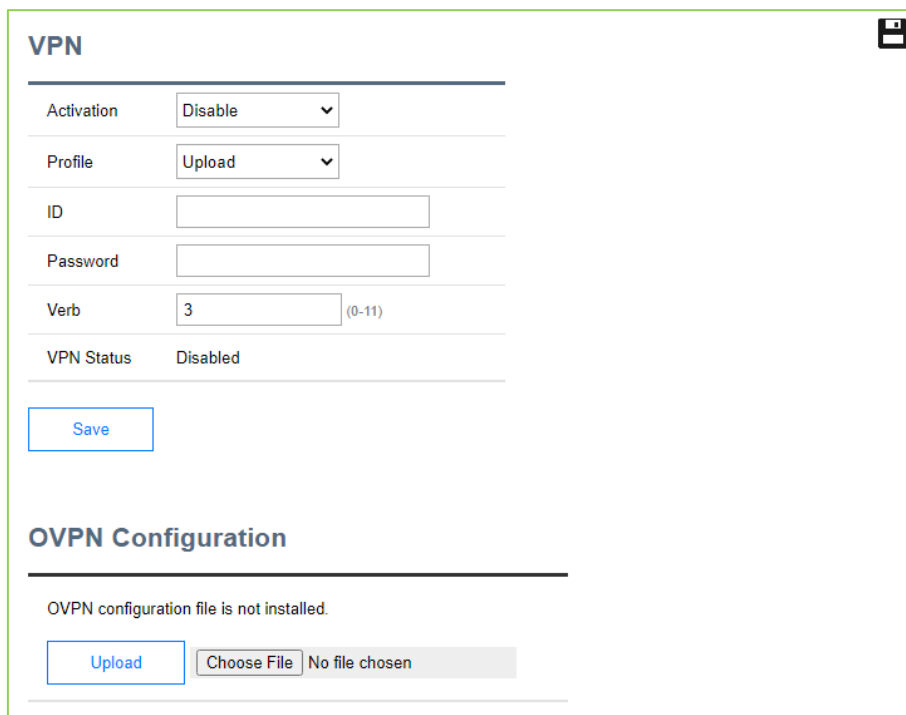 VPN
Activation Disable
Profile Upload
ID
Password
Verb 3 (0-11)
VPN Status Disabled
Save
OVPN Configuration
OVPN configuration file is not installed.
Upload Choose File No file chosen